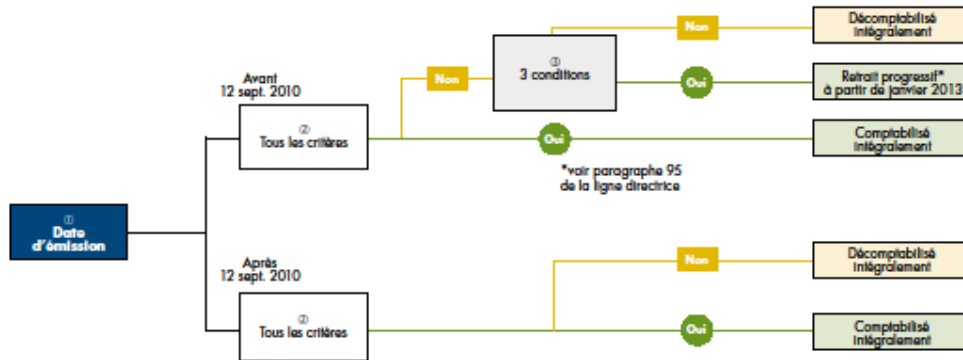 Non
Décomptabilisé
intégralement
①
3 conditions
Avant
12 sept. 2010
Non
Oui
Retrait progressif*
à partir de janvier 2013
②
Tous les critères
Oui
Comptabilisé
intégralement
*voir paragraphe 95
de la ligne directrice
①
Date
d'émission
Après
12 sept. 2010
Non
Décomptabilisé
intégralement
②
Tous les critères
Oui
Comptabilisé
intégralement